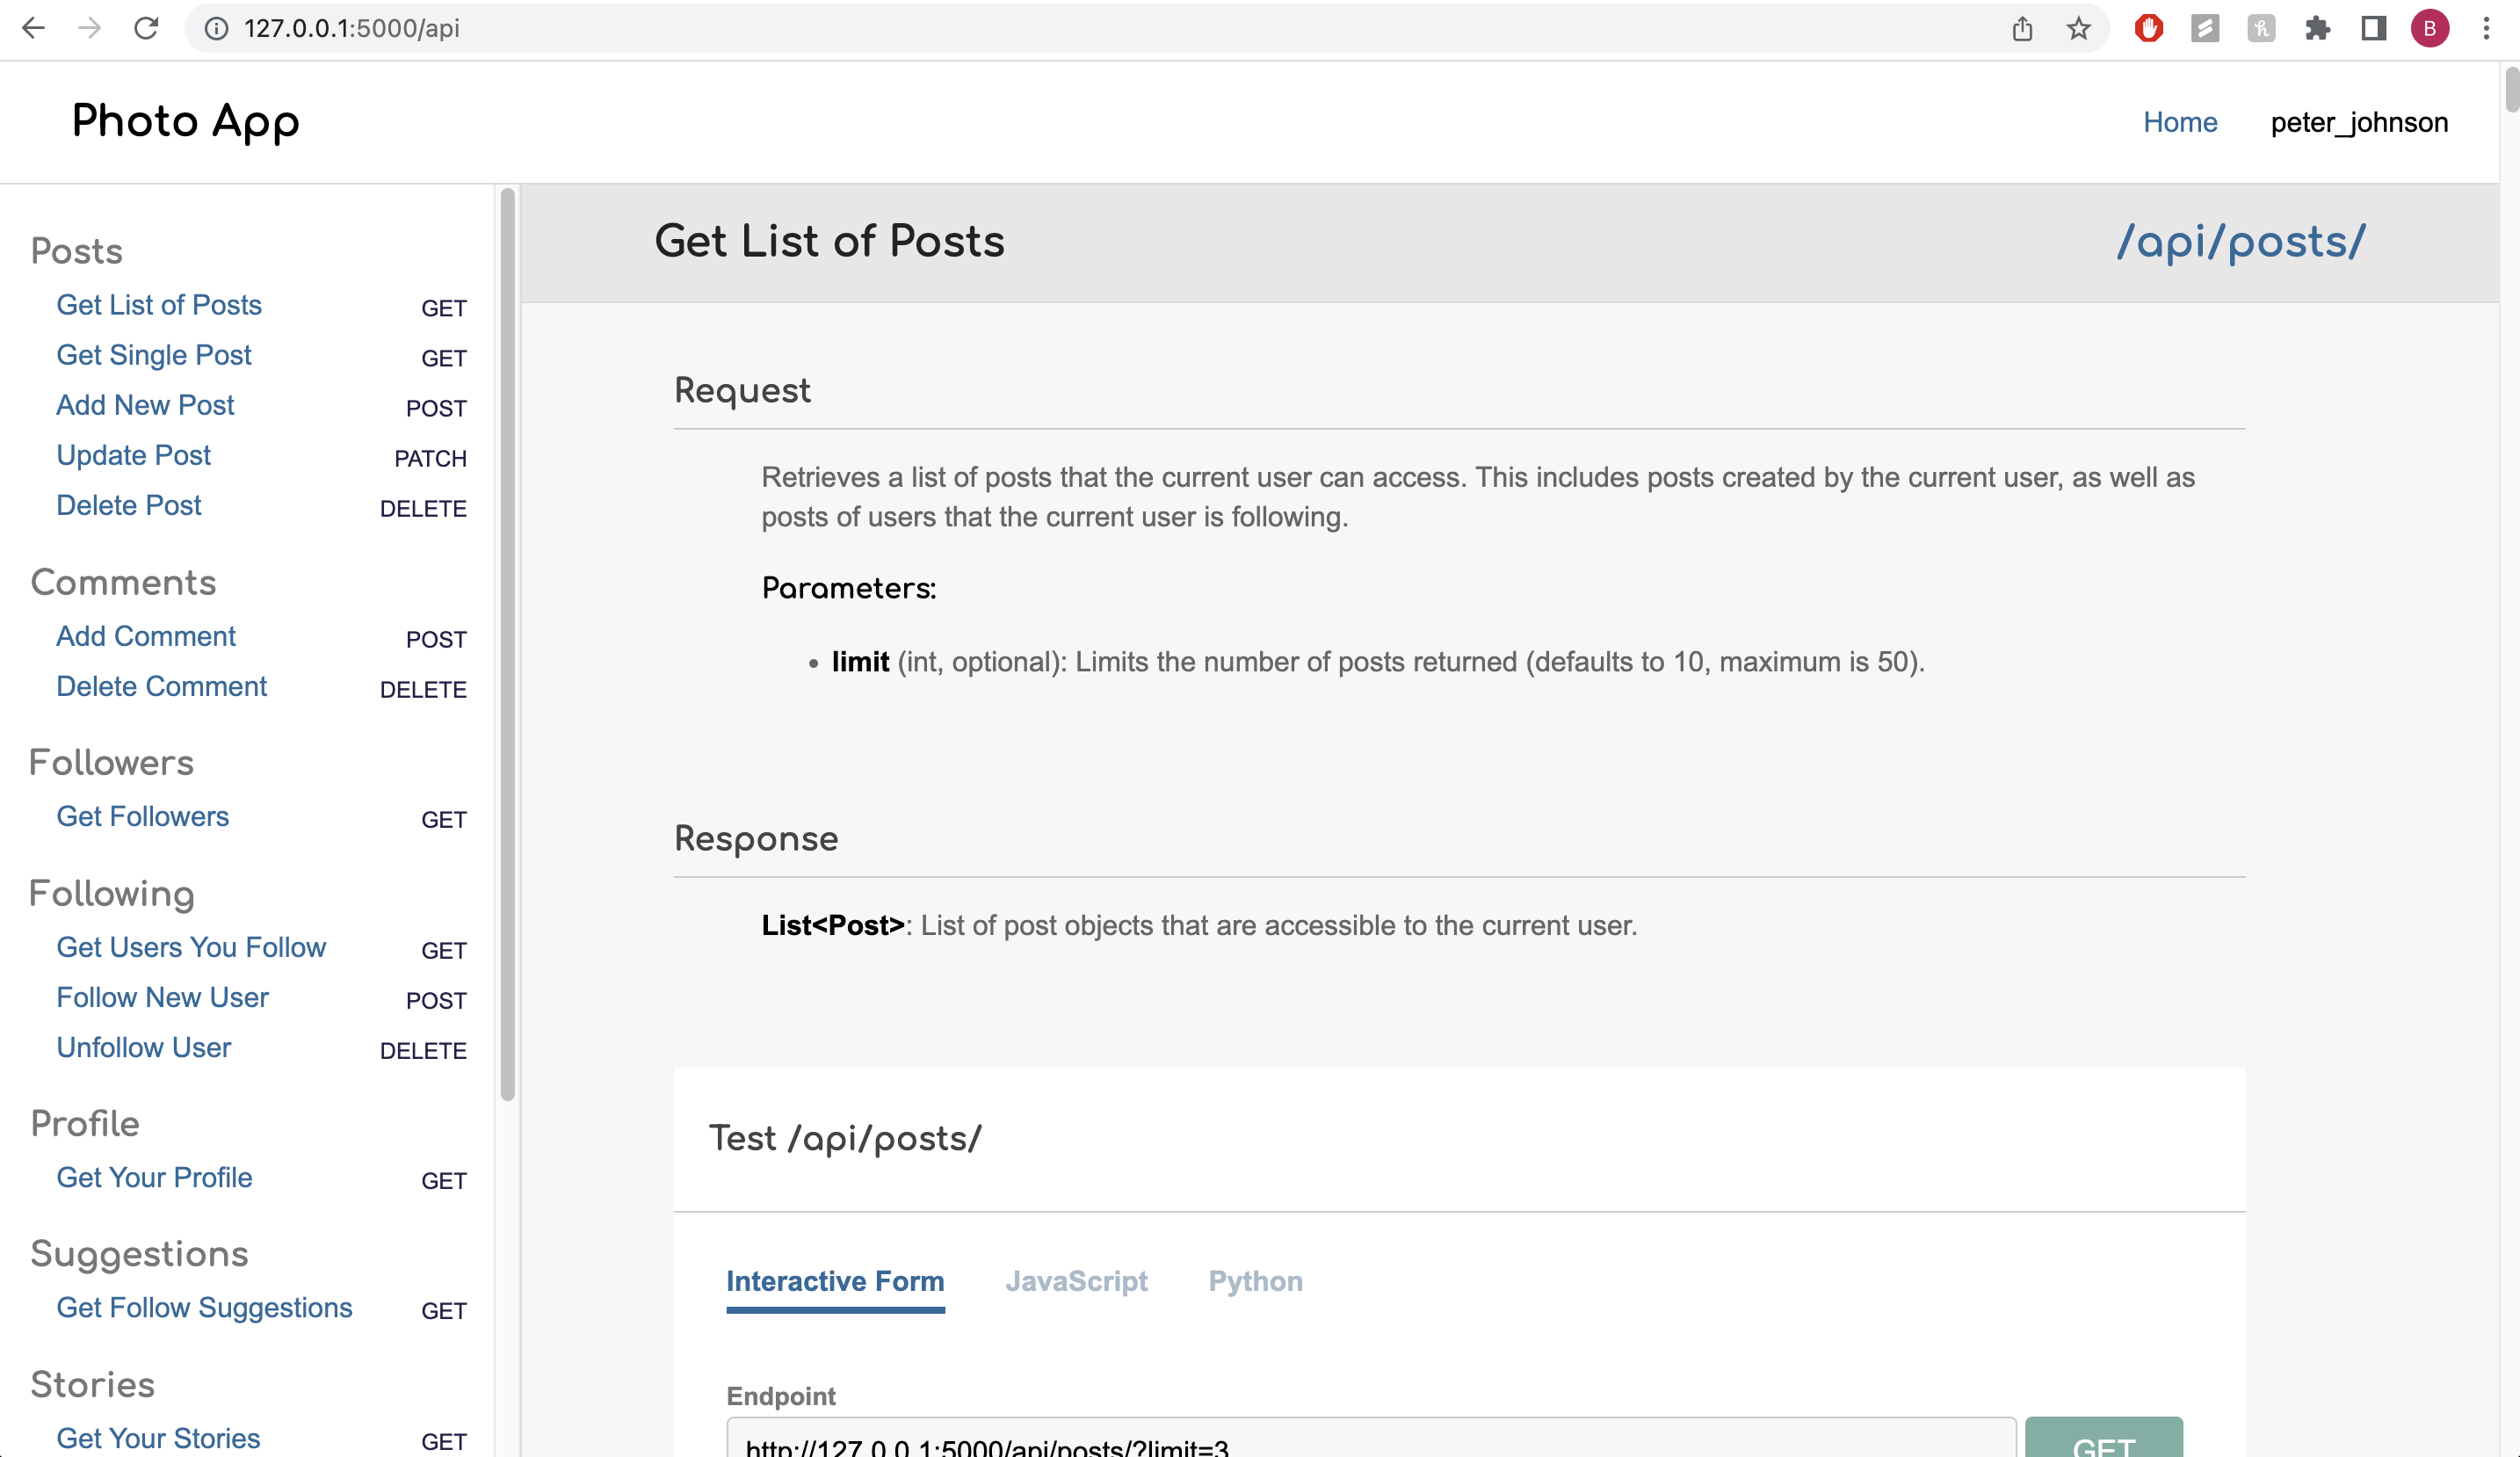 127.0.0.1:5000/api
B
Photo App
Home
peter_johnson
Posts
Get List of Posts GET
Get Single Post GET
Add New Post POST
Update Post PATCH
Delete Post DELETE
Comments
Add Comment POST
Delete Comment DELETE
Followers
Get Followers GET
Following
Get Users You Follow GET
Follow New User POST
Unfollow User DELETE
Profile
Get Your Profile GET
Suggestions
Get Follow Suggestions GET
Stories
Get Your Stories GET
Get List of Posts
/api/posts/
Request
Retrieves a list of posts that the current user can access. This includes posts created by the current user, as well as
posts of users that the current user is following.
Parameters:
• limit (int, optional): Limits the number of posts returned (defaults to 10, maximum is 50).
Response
List<Post>: List of post objects that are accessible to the current user.
Test /api/posts/
Interactive Form JavaScript Python
Endpoint
http://127.0.0.1:5000/api/posts/?limit=3
GET